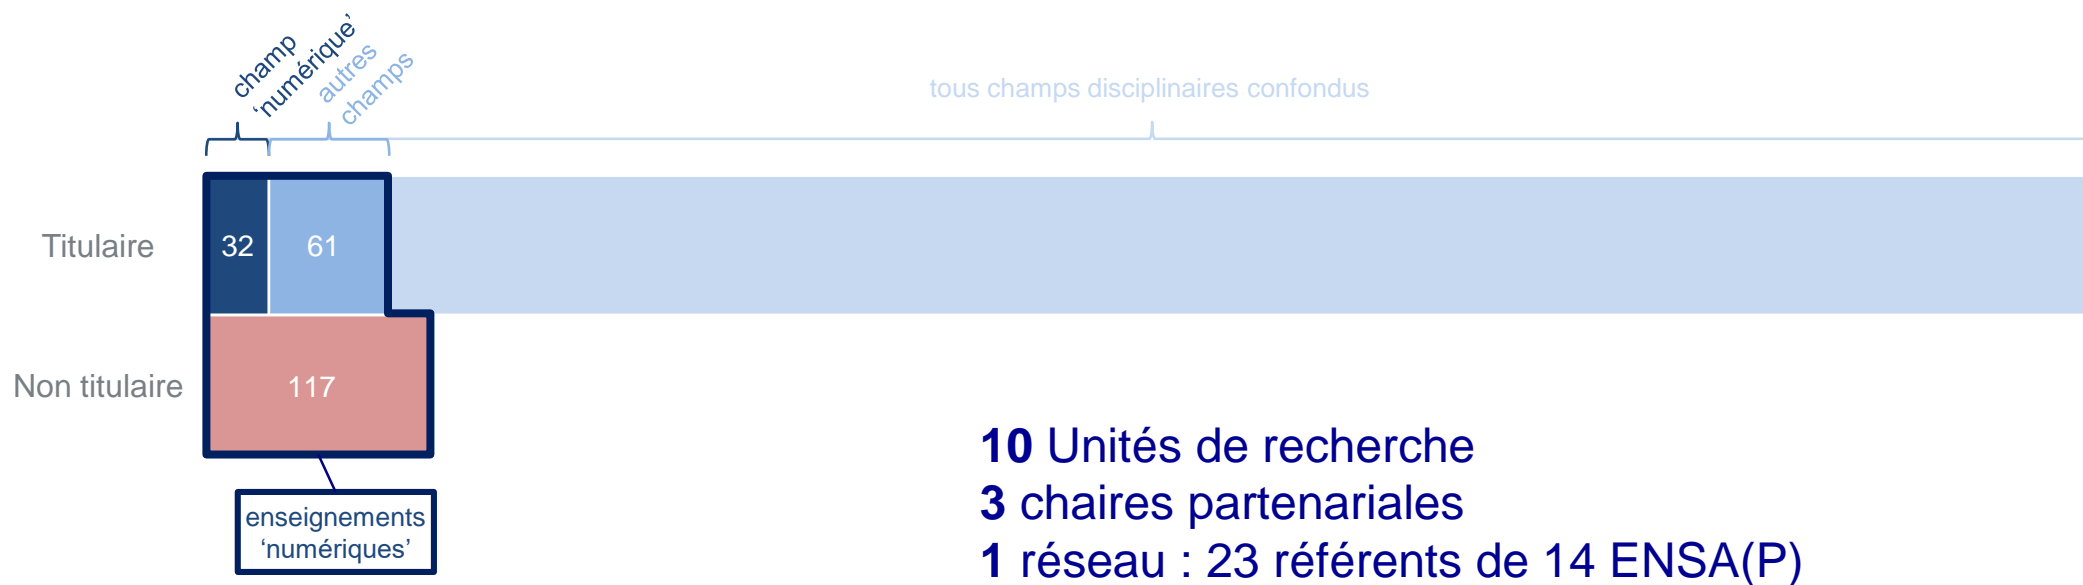 champ
‘numérique’
autres
champs
tous champs disciplinaires confondus
Titulaire
32
61
Non titulaire
117
enseignements
‘numériques’
10 Unités de recherche
3 chaires partenariales
1 réseau : 23 référents de 14 ENSA(P)